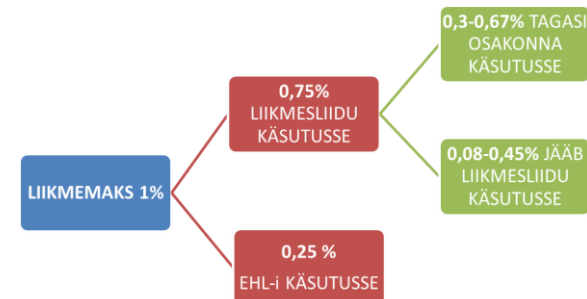 LIIKMEMAKS 1%
0,75%
LIIKMESLIIDU
KÄSUTUSSE
0,25 %
EHL-i KÄSUTUSSE
0,3-0,67% TAGASI
OSAKONNA
KÄSUTUSSE
0,08-0,45% JÄÄB
LIIKMESLIIDU
KÄSUTUSSE